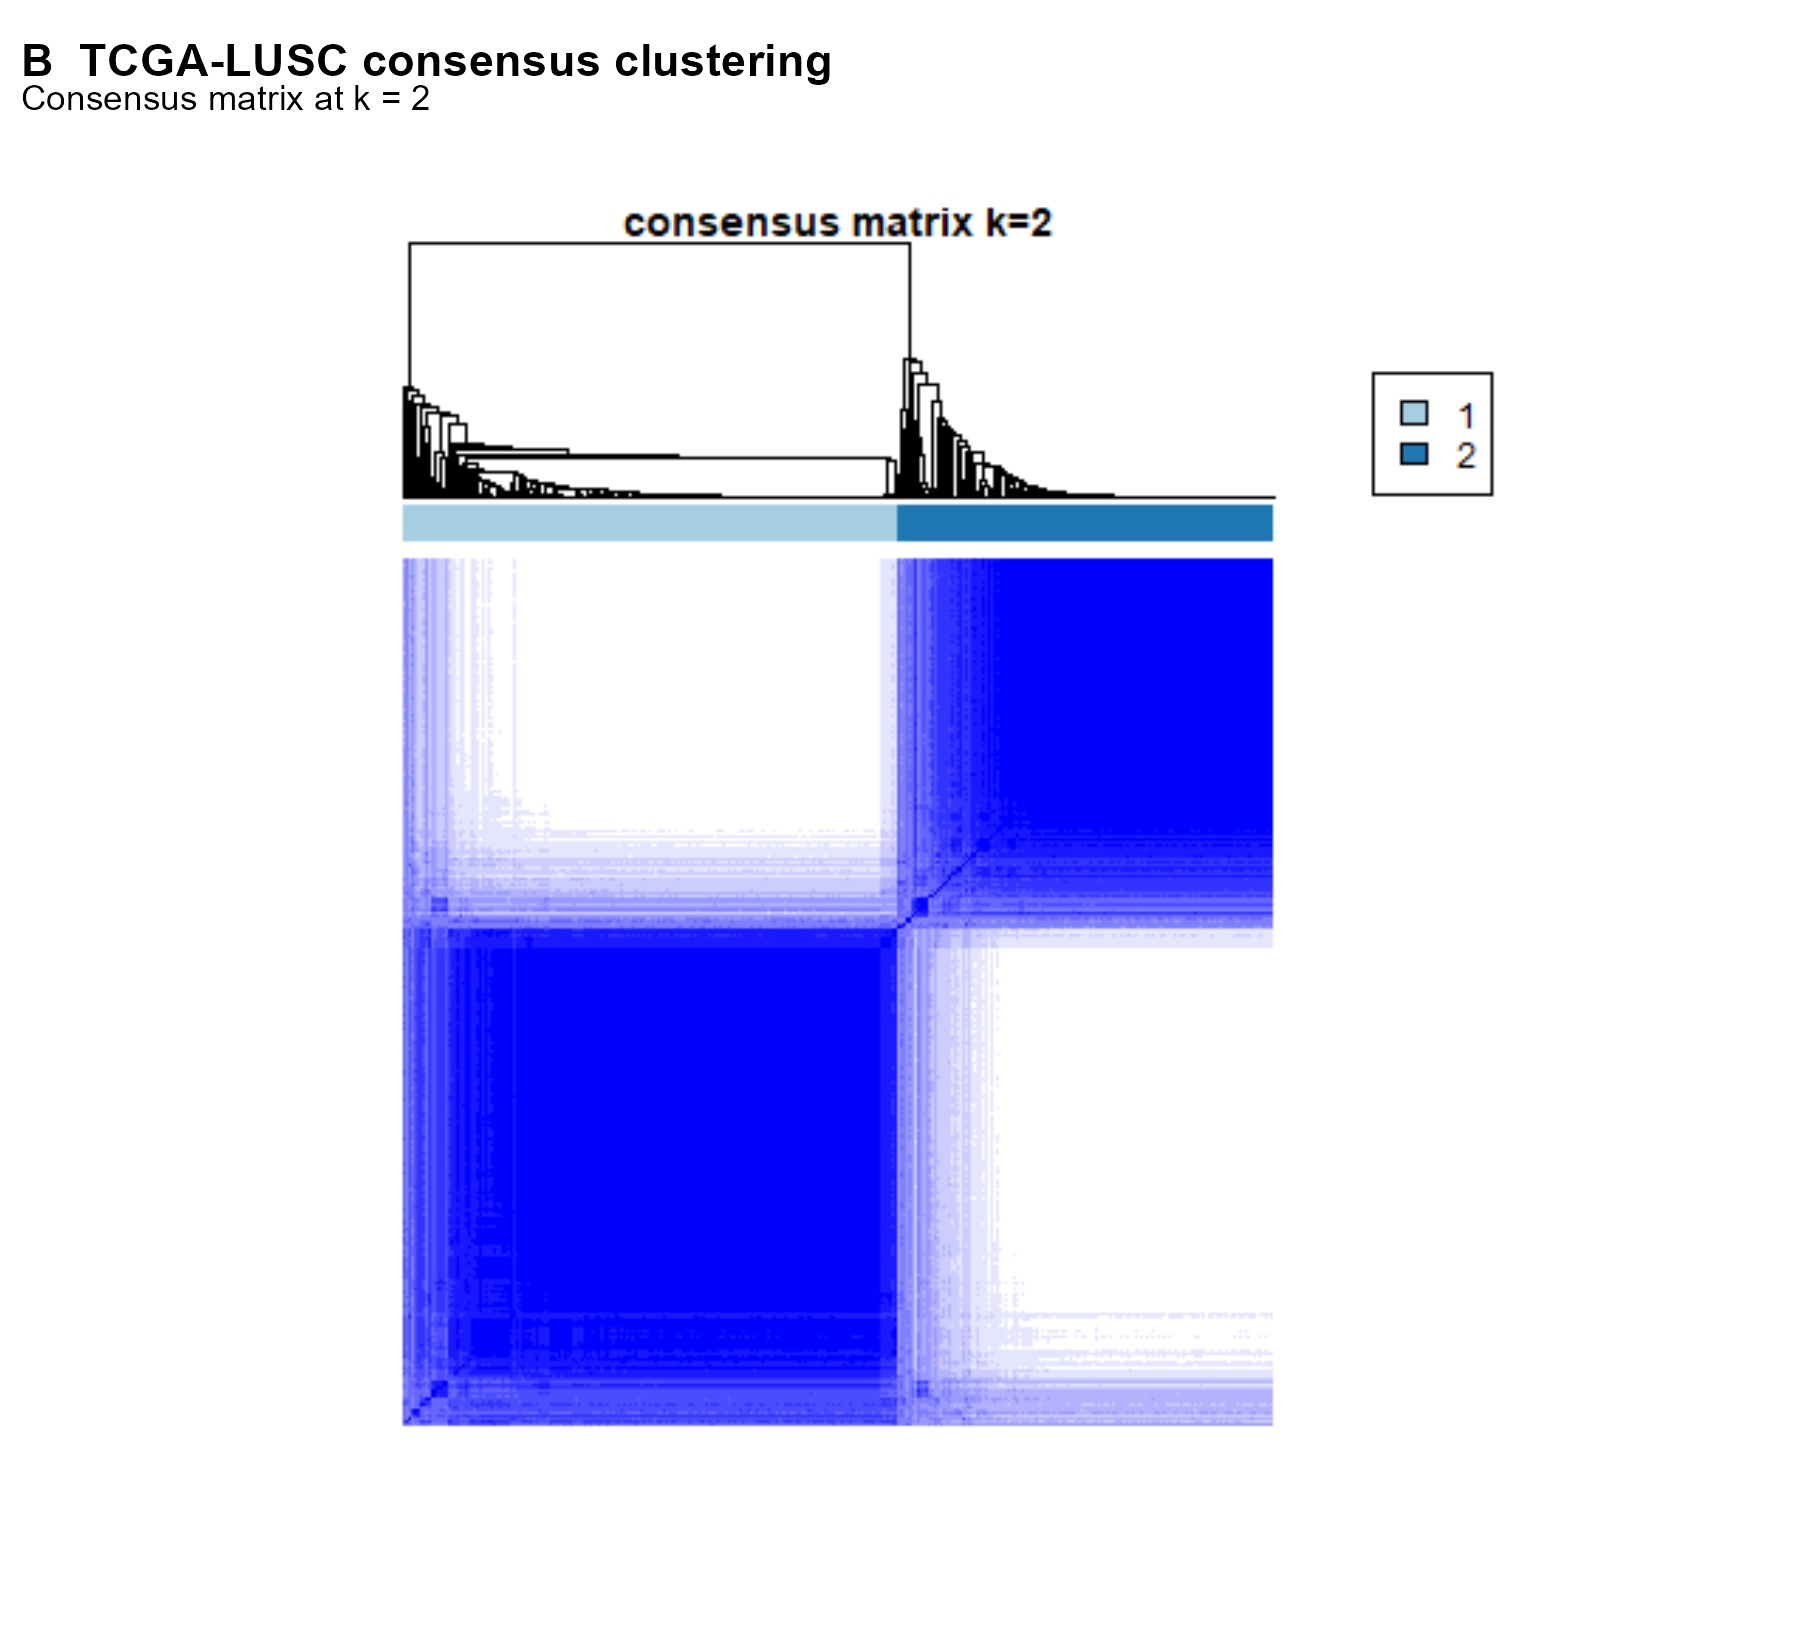 B TCGA-LUSC consensus clustering
Consensus matrix at k = 2
consensus matrix k=2
1
2